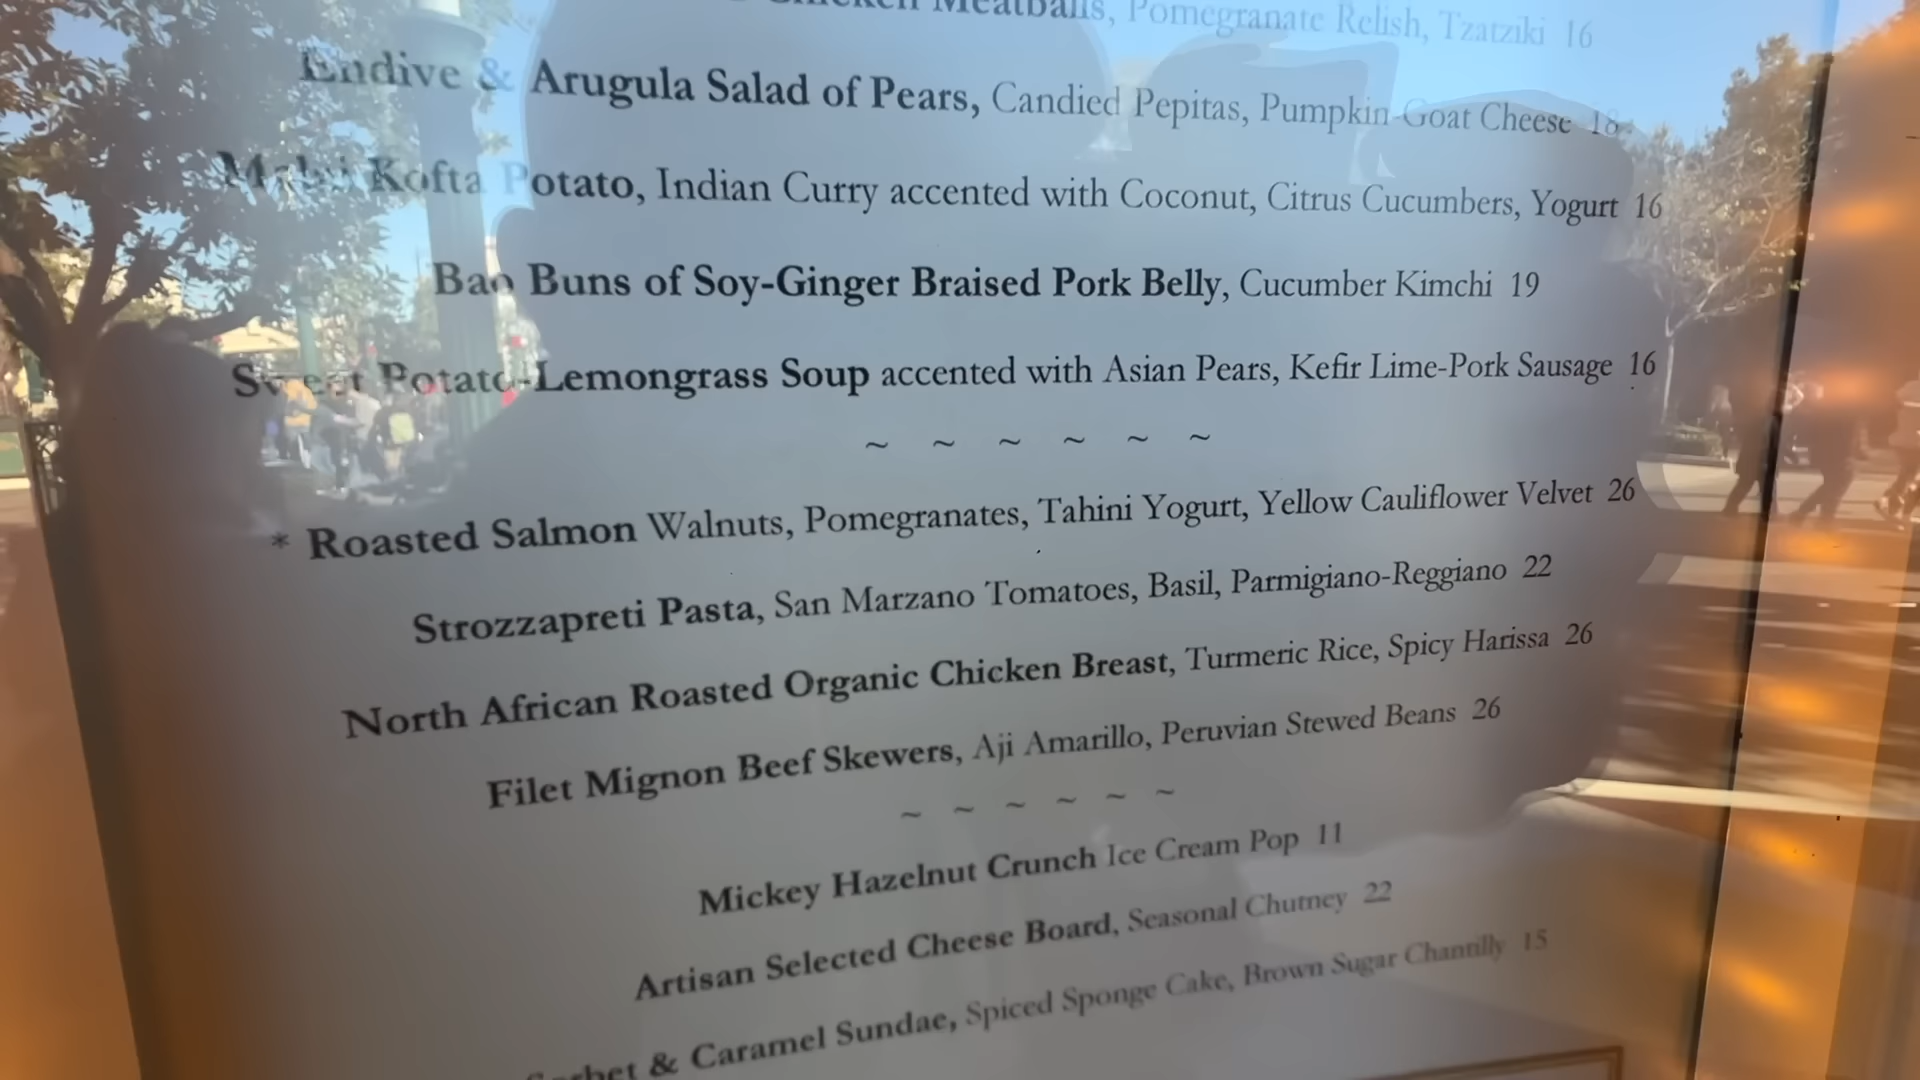 Meatballs, Pomegranate Relish, Tzatziki 16
Endive & Arugula Salad of Pears, Candied Pepitas, Pumpkin-Goat Cheese 18
Kofta Potato, Indian Curry accented with Coconut, Citrus Cucumbers, Yogurt 16
Bao Buns of Soy-Ginger Braised Pork Belly, Cucumber Kimchi 19
Sweet Potato-Lemongrass Soup accented with Asian Pears, Kefir Lime-Pork Sausage 16
~ ~ ~ ~ ~ ~
* Roasted Salmon Walnuts, Pomegranates, Tahini Yogurt, Yellow Cauliflower Velvet 26
Strozzapreti Pasta, San Marzano Tomatoes, Basil, Parmigiano-Reggiano 22
North African Roasted Organic Chicken Breast, Turmeric Rice, Spicy Harissa 26
Filet Mignon Beef Skewers, Aji Amarillo, Peruvian Stewed Beans 26
~ ~ ~ ~ ~ ~
Mickey Hazelnut Crunch Ice Cream Pop 11
Artisan Selected Cheese Board, Seasonal Chutney 22
& Caramel Sundae, Spiced Sponge Cake, Brown Sugar Chantilly 15